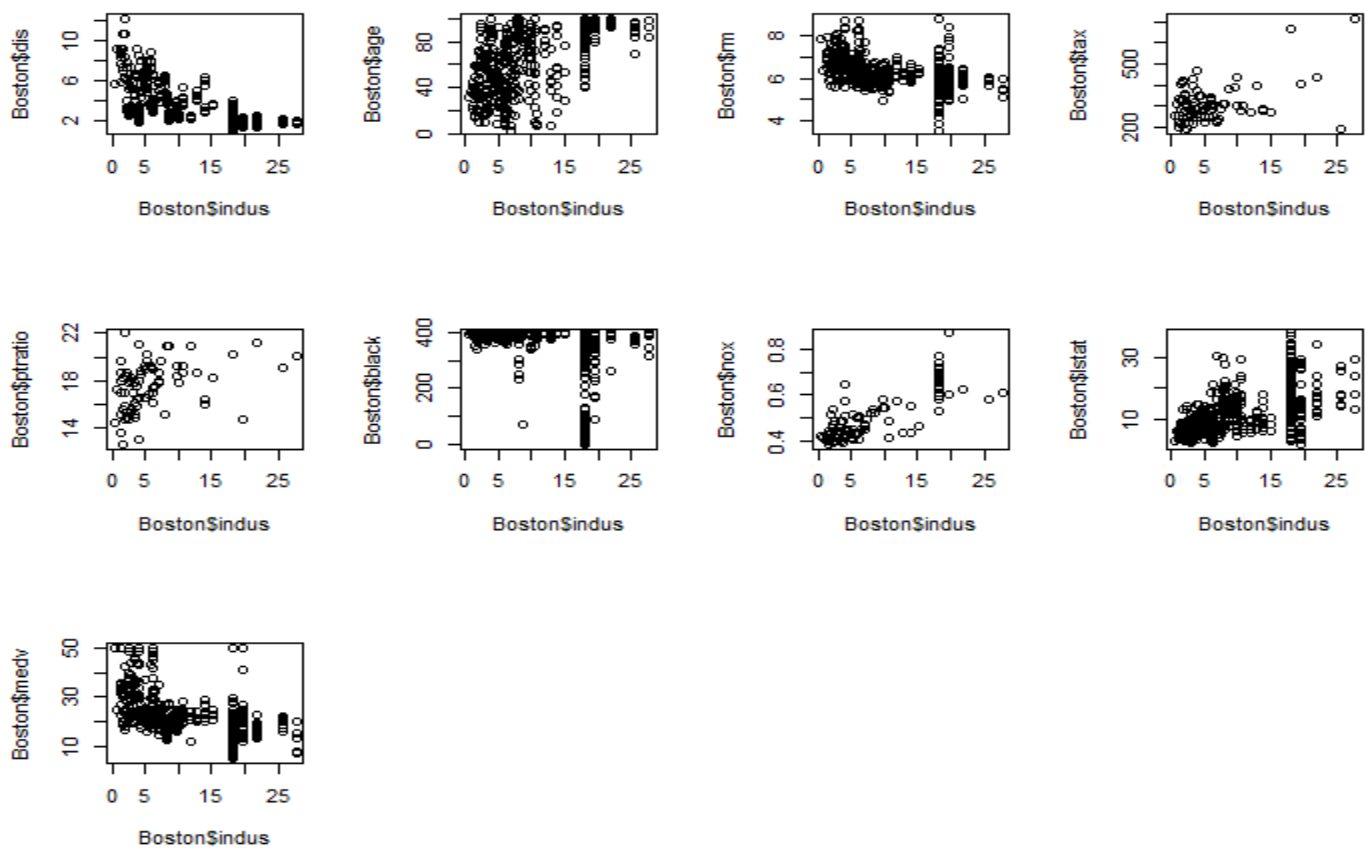 Boston$dis
2 6 10
0 5 15 25
Boston$indus
Boston$age
0 40 80
0 5 15 25
Boston$indus
Boston$rm
4 6 8
0 5 15 25
Boston$indus
Boston$tax
200 500
0 5 15 25
Boston$indus
Boston$ptratio
14 18 22
0 5 15 25
Boston$indus
Boston$black
0 200 400
0 5 15 25
Boston$indus
Boston$nox
0.4 0.6 0.8
0 5 15 25
Boston$indus
Boston$lstat
10 30
0 5 15 25
Boston$indus
Boston$medv
10 30 50
0 5 15 25
Boston$indus